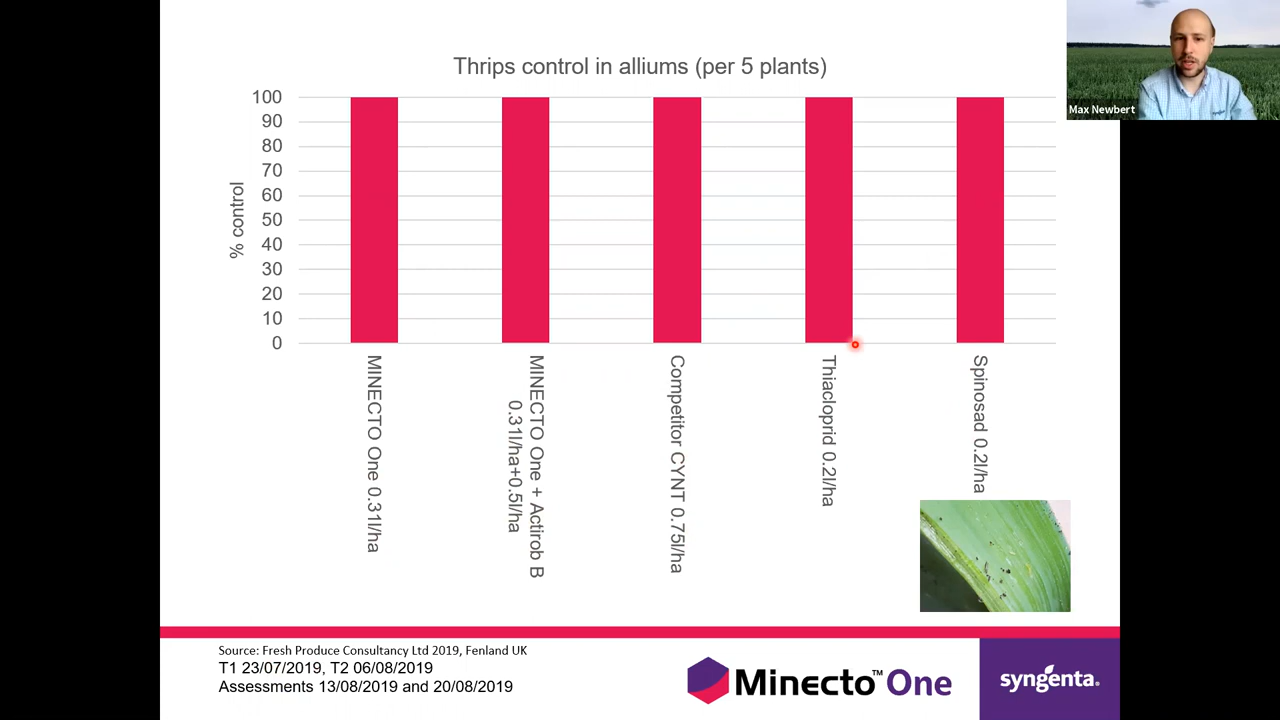 Thrips control in alliums (per 5 plants)
Max Newbert
% control
100
90
80
70
60
50
40
30
20
10
0
MINECTO One 0.31l/ha
MINECTO One + Actirob B
0.31l/ha+0.5l/ha
Competitor CYNT 0.75l/ha
Thiacloprid 0.2l/ha
Spinosad 0.2l/ha
Source: Fresh Produce Consultancy Ltd 2019, Fenland UK
T1 23/07/2019, T2 06/08/2019
Assessments 13/08/2019 and 20/08/2019
Minecto™ One
syngenta.